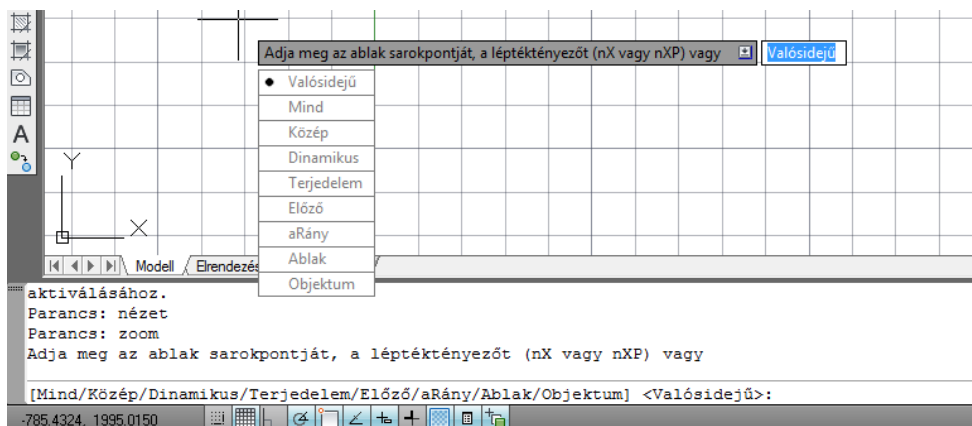 Adja meg az ablak sarokpontját, a léptéktényezőt (nX vagy nXP) vagy Valósidejű
Valósidejű
Mind
Közép
Dinamikus
Terjedelem
Előző
aRány
Ablak
Objektum
A
Y
X
Modell Elrendezés
aktiválásához.
Parancs: nézet
Parancs: zoom
Adja meg az ablak sarokpontját, a léptéktényezőt (nX vagy nXP) vagy
[Mind/Közép/Dinamikus/Terjedelem/Előző/aRány/Ablak/Objektum] <Valósidejű>:
-785.4324, 1995.0150